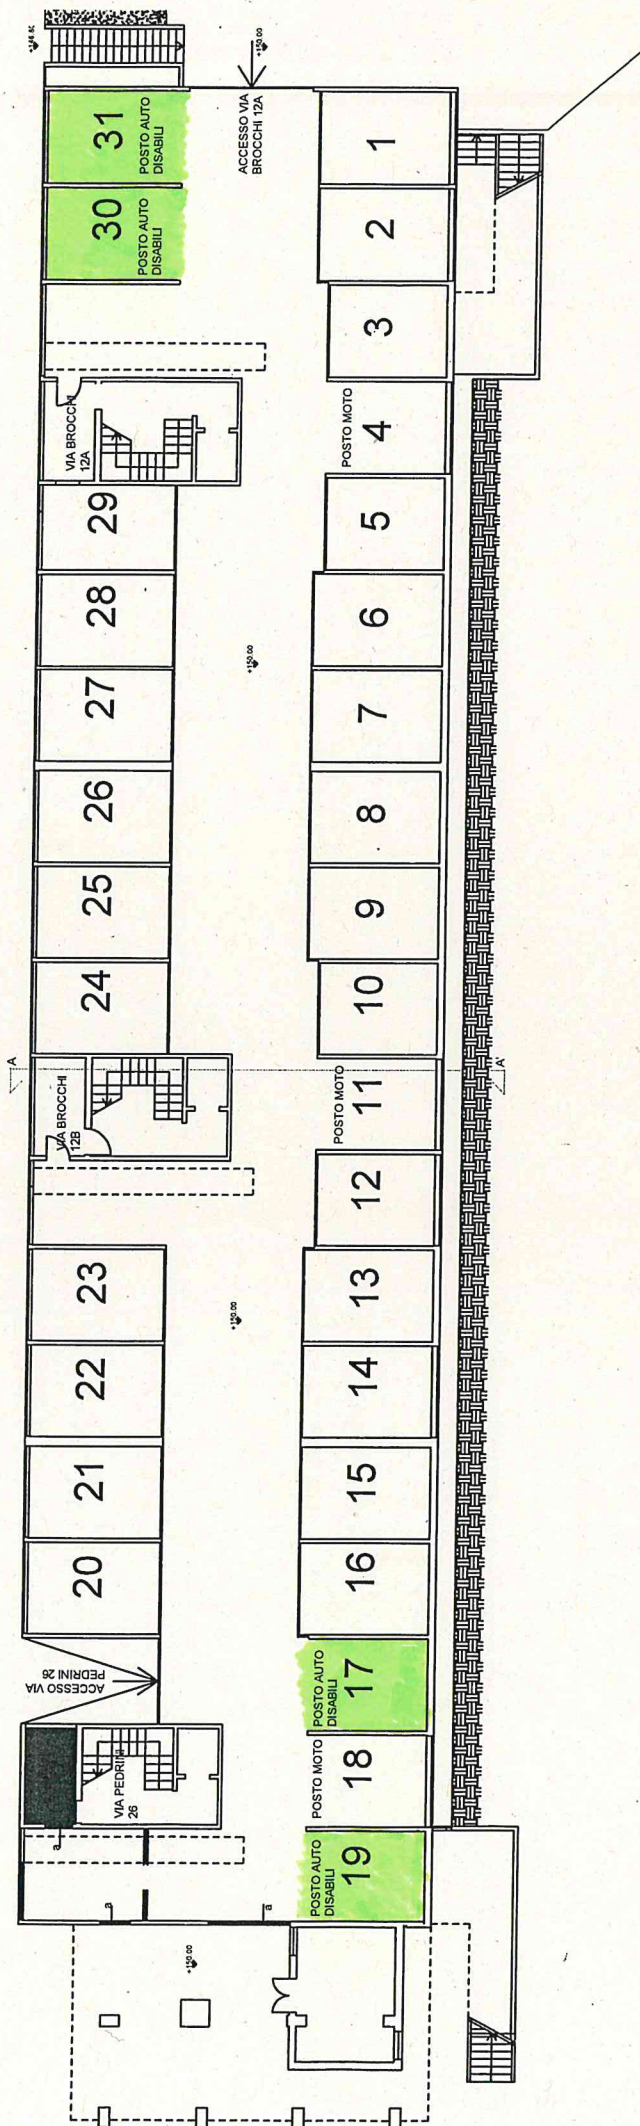 +146.60
+150.00
ACCESSO VIA
BROCCHI 12A
31
POSTO AUTO
DISABILI
30
POSTO AUTO
DISABILI
1
2
3
POSTO MOTO
4
VIA BROCCHI
12A
29
5
28
6
+150.00
27
7
26
8
25
9
24
10
A
A'
VIA BROCCHI
12B
POSTO MOTO
11
12
23
13
+150.00
22
14
21
15
20
16
ACCESSO VIA
PEDRINI 26
POSTO AUTO
DISABILI
17
VIA PEDRINI
26
POSTO MOTO
18
a
POSTO AUTO
DISABILI
19
a
a
+150.00